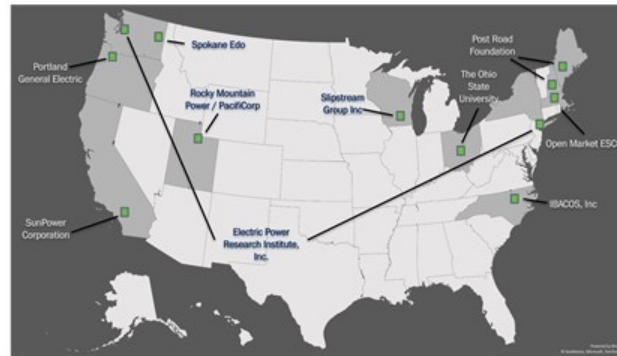 Spokane Edo
Portland
General Electric
Rocky Mountain
Power / PacifiCorp
Slipstream
Group Inc
Post Road
Foundation
The Ohio
State
University
Open Market ESCO
IBACOS, Inc
SunPower
Corporation
Electric Power
Research Institute,
Inc.